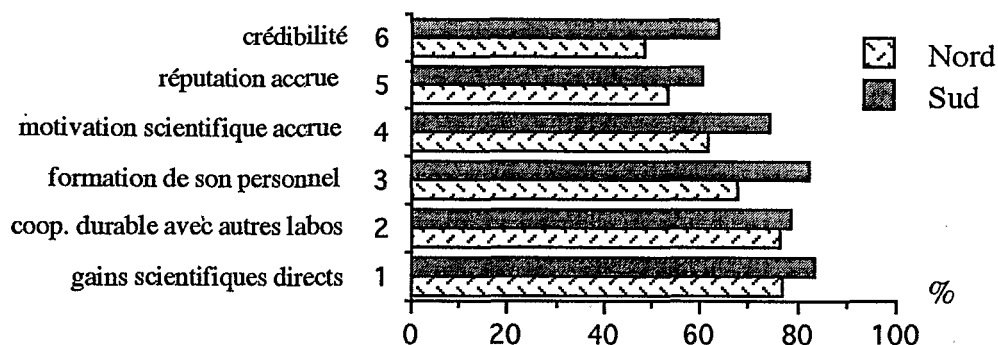 crédibilité 6
réputation accrue 5
motivation scientifique accrue 4
formation de son personnel 3
coop. durable avec autres labos 2
gains scientifiques directs 1
Nord
Sud
%
0 20 40 60 80 100